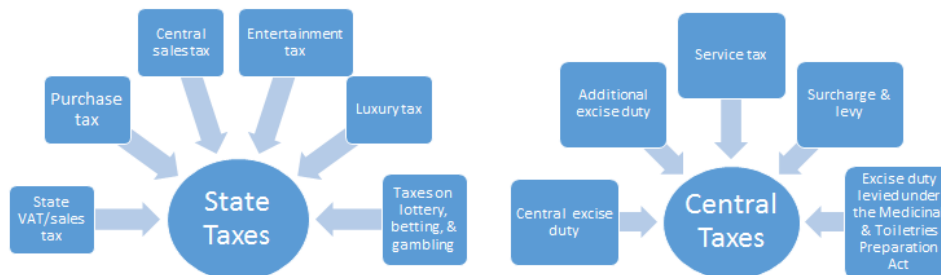 Central
sales tax
Entertainment
tax
Purchase
tax
Luxury tax
State
VAT/sales
tax
State
Taxes
Taxes on
lottery,
betting, &
gambling
Service tax
Additional
excise duty
Surcharge &
levy
Central excise
duty
Central
Taxes
Excise duty
levied under
the Medicinal
& Toiletries
Preparation
Act